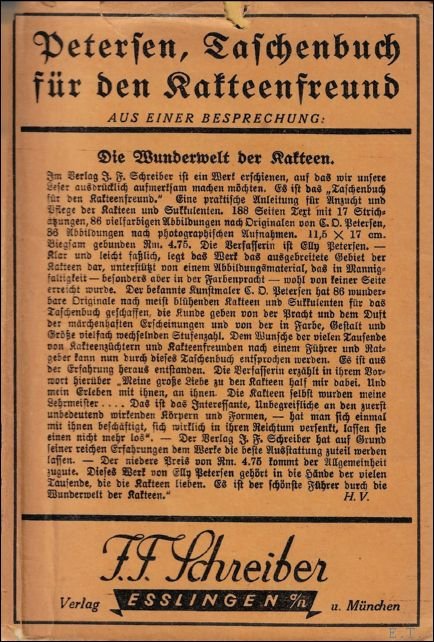 Petersen, Taschenbuch
für den Kakteenfreund
AUS EINER BESPRECHUNG:
Die Wunderwelt der Kakteen.
Im Verlag J. F. Schreiber ist ein Werk erschienen, auf das wir unsere
Leser ausdrücklich aufmerksam machen möchten. Es ist das „Taschenbuch
für den Kakteenfreund." Eine praktische Anleitung für Anzucht und
Pflege der Kakteen und Sukkulenten. 188 Seiten Text mit 17 Strich-
ätzungen, 86 vielfarbigen Abbildungen nach Originalen von C. O. Petersen,
36 Abbildungen nach photographischen Aufnahmen. 11,5 × 17 cm.
Biegsam gebunden Rm. 4.75. Die Verfasserin ist Elly Petersen. —
Klar und leicht faßlich, legt das Werk das ausgebreitete Gebiet der
Kakteen dar, unterstützt von einem Abbildungsmaterial, das in Mannig-
faltigkeit — besonders aber in der Farbenpracht — wohl von keiner Seite
erreicht wurde. Der bekannte Kunstmaler C. O. Petersen hat 86 wunder-
bare Originale nach meist blühenden Kakteen und Sukkulenten für das
Taschenbuch geschaffen, die Kunde geben von der Pracht und dem Duft
der märchenhaften Erscheinungen und von der in Farbe, Gestalt und
Größe vielfach wechselnden Stufenzahl. Dem Wunsche der vielen Tausende
von Kakteenzüchtern und Kakteenfreunden nach einem Führer und Rat-
geber kann nun durch dieses Taschenbuch entsprochen werden. Es ist aus
der Erfahrung heraus entstanden. Die Verfasserin erzählt in ihrem Vor-
wort hierüber „Meine große Liebe zu den Kakteen half mir dabei. Und
mein Erleben mit ihnen, an ihnen. Die Kakteen selbst wurden meine
Lehrmeister .... Das ist das Interessante, Unbegreifliche an den zuerst
unbedeutend wirkenden Körpern und Formen, — hat man sich einmal
mit ihnen beschäftigt, sich wirklich in ihren Reichtum versenkt, lassen sie
einen nicht mehr los". — Der Verlag J. F. Schreiber hat auf Grund
seiner reichen Erfahrungen dem Werke die beste Ausstattung zuteil werden
lassen. — Der niedere Preis von Rm. 4.75 kommt der Allgemeinheit
zugute. Dieses Werk von Elly Petersen gehört in die Hände der vielen
Tausende, die die Kakteen lieben. Es ist der schönste Führer durch die
Wunderwelt der Kakteen." H. V.
J. F. Schreiber
Verlag ESSLINGEN a/n u. München
E.T.